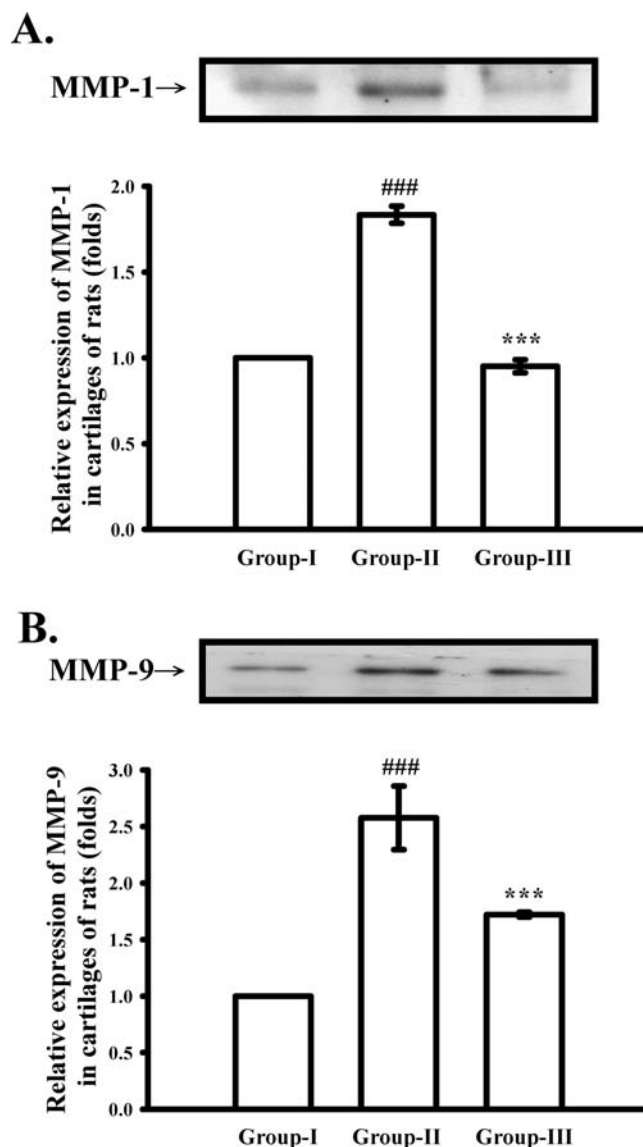 A.
MMP-1→
Relative expression of MMP-1
in cartilages of rats (folds)
2.0
1.5
1.0
0.5
0.0
###
***
Group-I Group-II Group-III
B.
MMP-9→
Relative expression of MMP-9
in cartilages of rats (folds)
3.0
2.5
2.0
1.5
1.0
0.5
0.0
###
***
Group-I Group-II Group-III